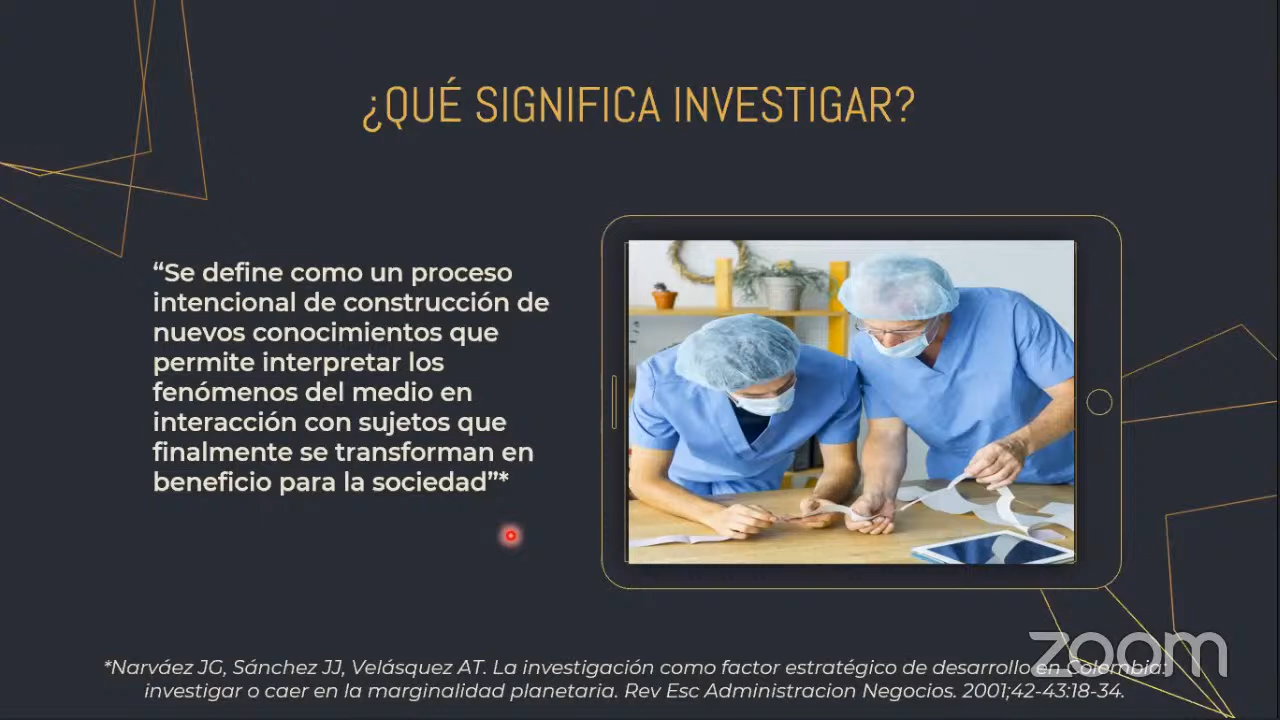 ¿QUÉ SIGNIFICA INVESTIGAR?
“Se define como un proceso
intencional de construcción de
nuevos conocimientos que
permite interpretar los
fenómenos del medio en
interacción con sujetos que
finalmente se transforman en
beneficio para la sociedad”*
*Narváez JG, Sánchez JJ, Velásquez AT. La investigación como factor estratégico de desarrollo en Colombia:
investigar o caer en la marginalidad planetaria. Rev Esc Administracion Negocios. 2001;42-43:18-34.
zoom